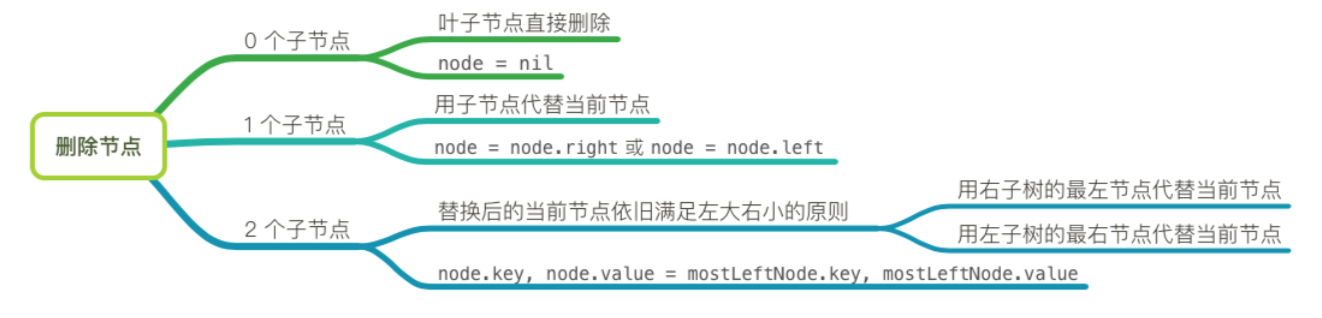 删除节点
0 个子节点
叶子节点直接删除
node = nil
1 个子节点
用子节点代替当前节点
node = node.right 或 node = node.left
2 个子节点
替换后的当前节点依旧满足左大右小的原则
用右子树的最左节点代替当前节点
用左子树的最右节点代替当前节点
node.key, node.value = mostLeftNode.key, mostLeftNode.value